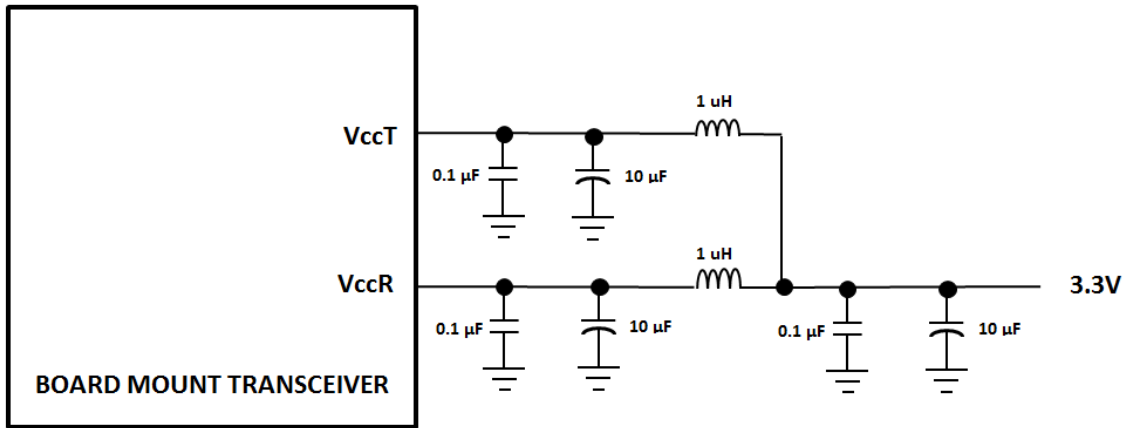 1 uH
VccT
0.1 µF
10 µF
1 uH
VccR
3.3V
0.1 µF
10 µF
0.1 µF
10 µF
BOARD MOUNT TRANSCEIVER